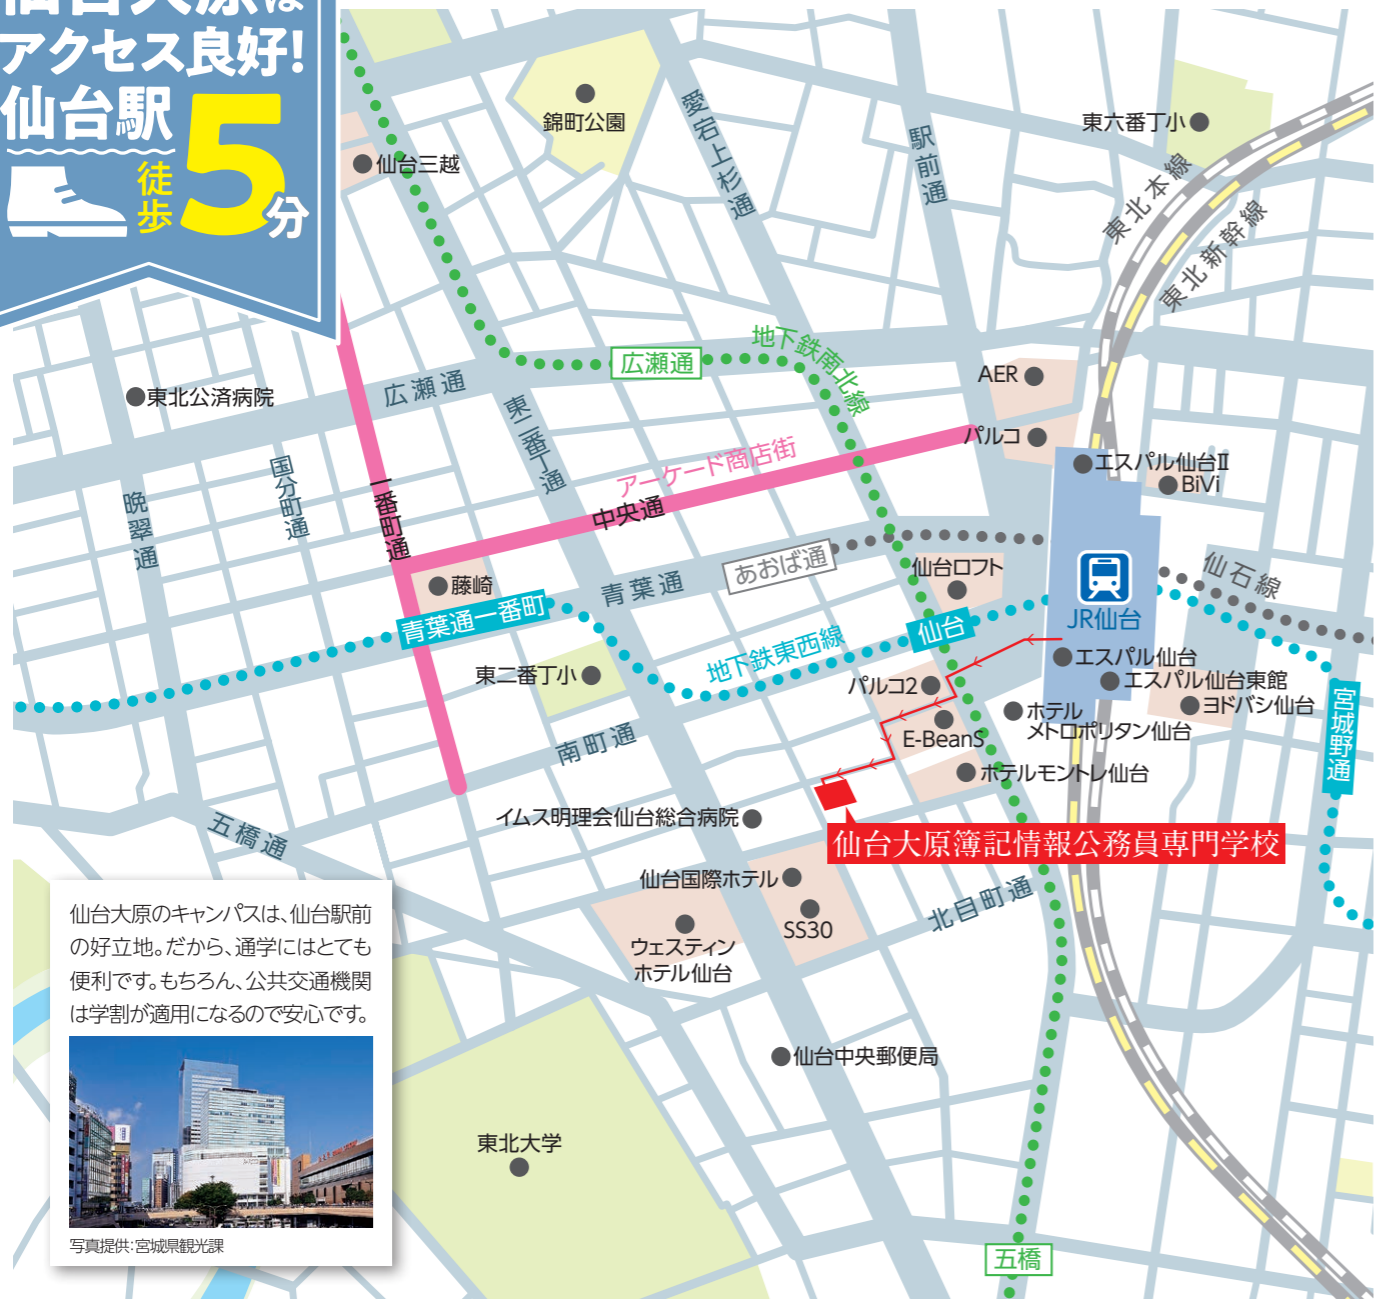 仙台大原は
アクセス良好!
仙台駅
徒歩
5分
錦町公園
愛宕上杉通
駅前通
東六番丁小
仙台三越
東北本線
東北新幹線
地下鉄南北線
広瀬通
広瀬通
AER
東北公済病院
東二番丁通
パルコ
アーケード商店街
エスパル仙台II
国分町通
BiVi
一番町通
晩翠通
中央通
あおば通
仙台ロフト
仙石線
青葉通
藤崎
JR仙台
青葉通一番町
仙台
地下鉄東西線
エスパル仙台
東二番丁小
エスパル仙台東館
パルコ2
ヨドバシ仙台
ホテル
メトロポリタン仙台
宮城野通
南町通
E-BeanS
ホテルモントレ仙台
五橋通
イムス明理会仙台総合病院
仙台大原簿記情報公務員専門学校
仙台国際ホテル
北目町通
SS30
ウェスティン
ホテル仙台
仙台大原のキャンパスは、仙台駅前
の好立地。だから、通学にはとても
便利です。もちろん、公共交通機関
は学割が適用になるので安心です。
仙台中央郵便局
東北大学
写真提供:宮城県観光課
五橋